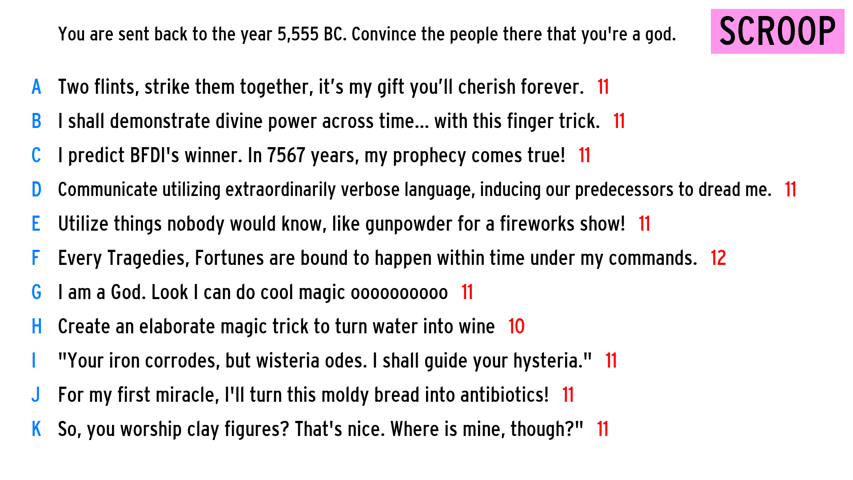 You are sent back to the year 5,555 BC. Convince the people there that you're a god.
SCROOP
A Two flints, strike them together, it’s my gift you’ll cherish forever. 11
B I shall demonstrate divine power across time... with this finger trick. 11
C I predict BFDI's winner. In 7567 years, my prophecy comes true! 11
D Communicate utilizing extraordinarily verbose language, inducing our predecessors to dread me. 11
E Utilize things nobody would know, like gunpowder for a fireworks show! 11
F Every Tragedies, Fortunes are bound to happen within time under my commands. 12
G I am a God. Look I can do cool magic oooooooooo 11
H Create an elaborate magic trick to turn water into wine 10
I "Your iron corrodes, but wisteria odes. I shall guide your hysteria." 11
J For my first miracle, I'll turn this moldy bread into antibiotics! 11
K So, you worship clay figures? That's nice. Where is mine, though?" 11